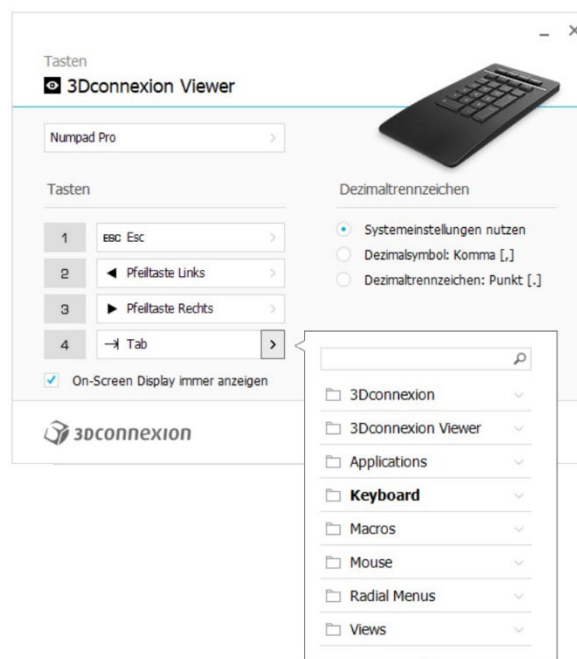 Tasten
3Dconnexion Viewer
Numpad Pro
Tasten
Dezimaltrennzeichen
1 ESC Esc
2 Pfeiltaste Links
3 Pfeiltaste Rechts
4 Tab
Systemeinstellungen nutzen
Dezimalsymbol: Komma [,]
Dezimaltrennzeichen: Punkt [.]
On-Screen Display immer anzeigen
3Dconnexion
3Dconnexion
3Dconnexion Viewer
Applications
Keyboard
Macros
Mouse
Radial Menus
Views